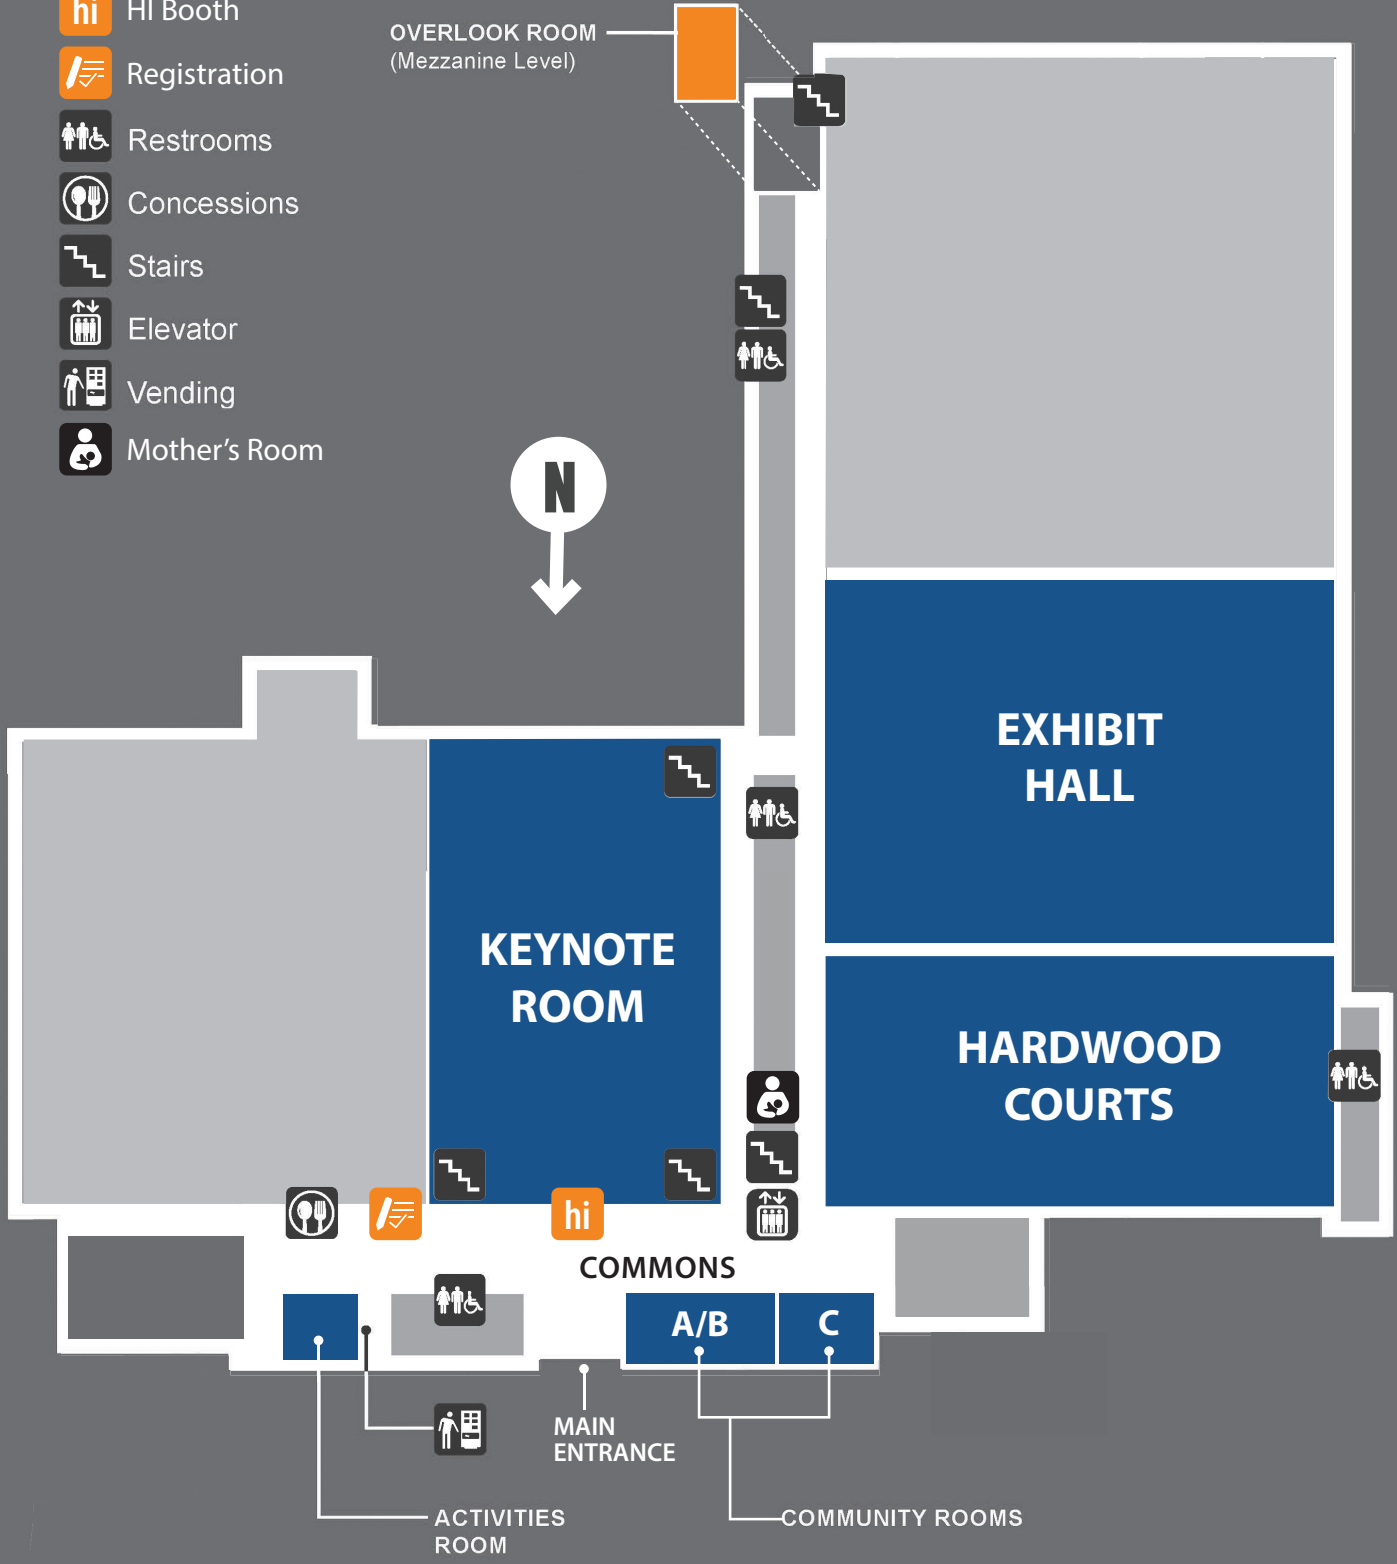 hi HI Booth
Registration
Restrooms
Concessions
Stairs
Elevator
Vending
Mother's Room
OVERLOOK ROOM
(Mezzanine Level)
N
EXHIBIT
HALL
KEYNOTE
ROOM
HARDWOOD
COURTS
hi
COMMONS
A/B
C
MAIN
ENTRANCE
ACTIVITIES
ROOM
COMMUNITY ROOMS